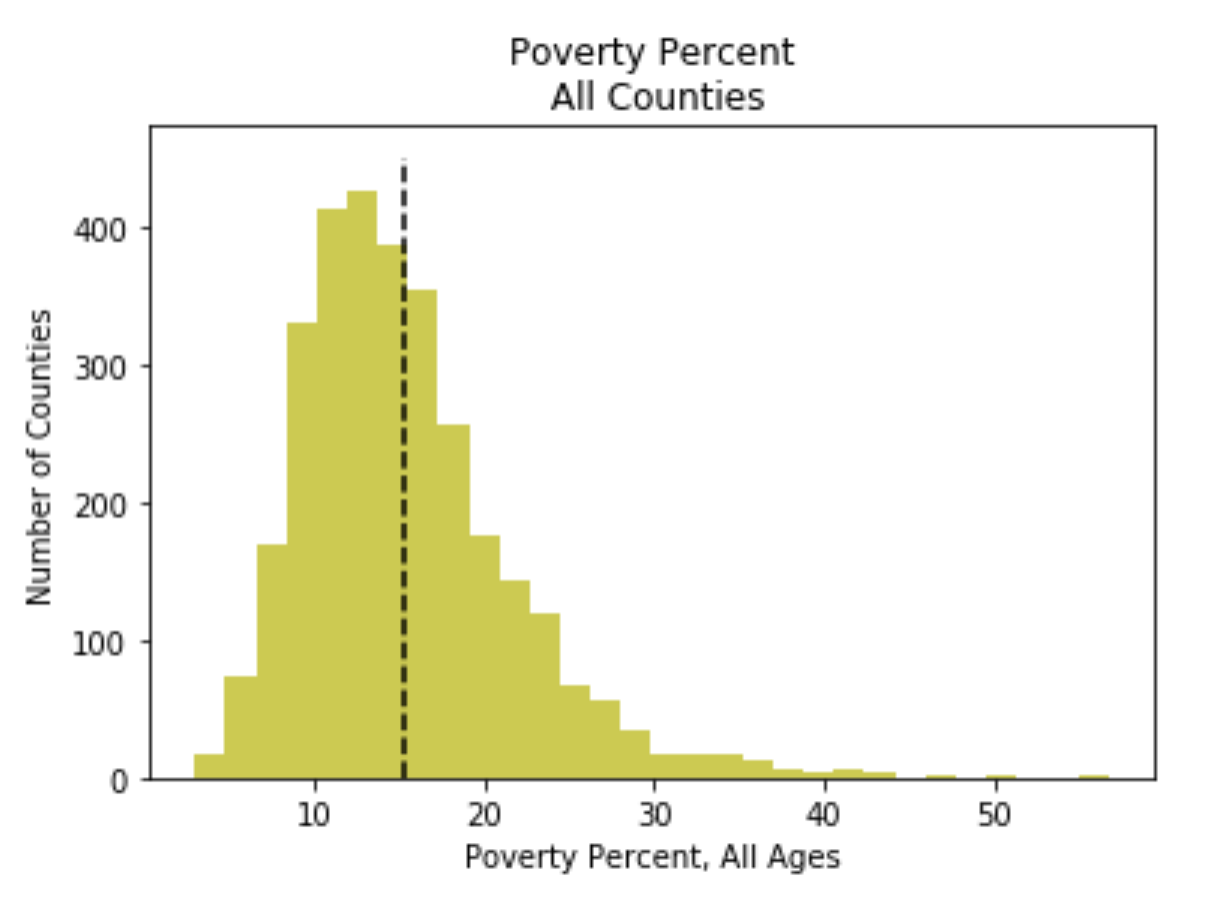 Poverty Percent
All Counties
400
300
200
100
0
Number of Counties
10 20 30 40 50
Poverty Percent, All Ages